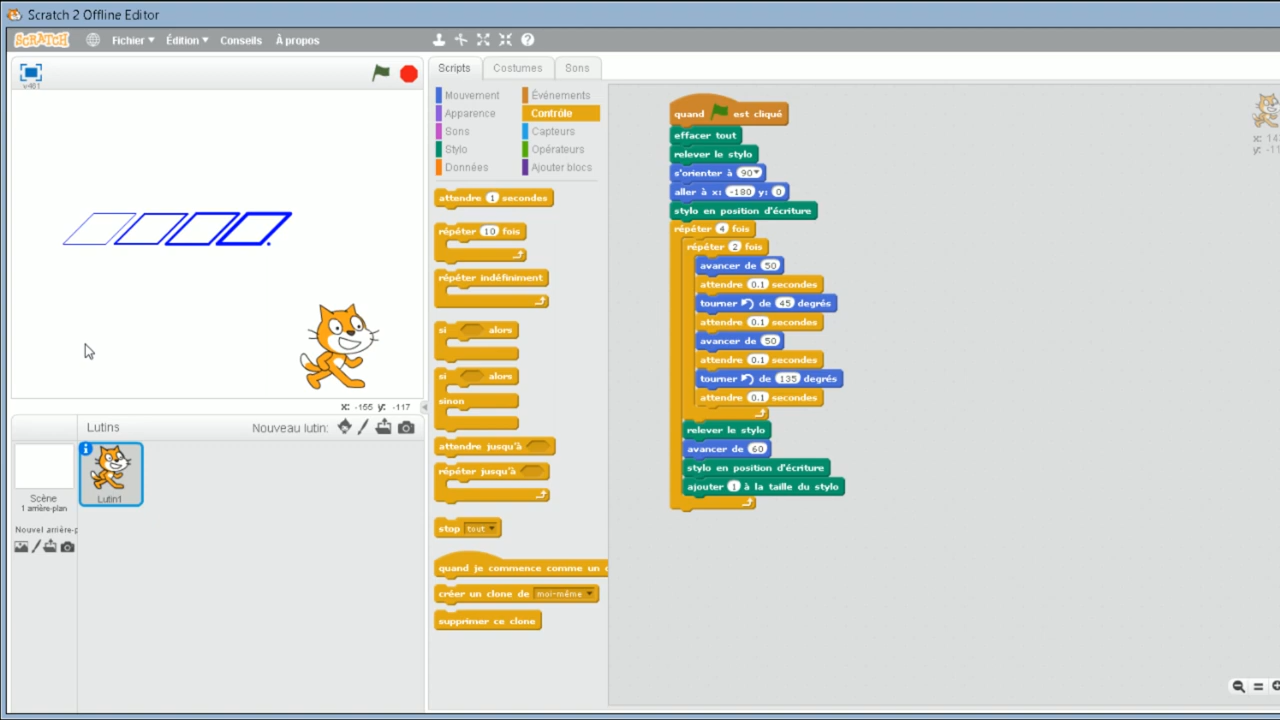 Scratch 2 Offline Editor
SCRATCH Fichier Édition Conseils À propos
v461
X: -155 y: -117
Lutins Nouveau lutin:
Scène
1 arrière-plan
Lutin1
Nouvel arrière-p
Scripts Costumes Sons
Mouvement Événements
Apparence Contrôle
Sons Capteurs
Stylo Opérateurs
Données Ajouter blocs
attendre 1 secondes
répéter 10 fois
répéter indéfiniment
si alors
si alors
sinon
attendre jusqu'à
répéter jusqu'à
stop tout
quand je commence comme un c
créer un clone de moi-même
supprimer ce clone
quand est cliqué
effacer tout
relever le stylo
s'orienter à 90
aller à x: -180 y: 0
stylo en position d'écriture
répéter 4 fois
répéter 2 fois
avancer de 50
attendre 0.1 secondes
tourner de 45 degrés
attendre 0.1 secondes
avancer de 50
attendre 0.1 secondes
tourner de 135 degrés
attendre 0.1 secondes
relever le stylo
avancer de 60
stylo en position d'écriture
ajouter 1 à la taille du stylo